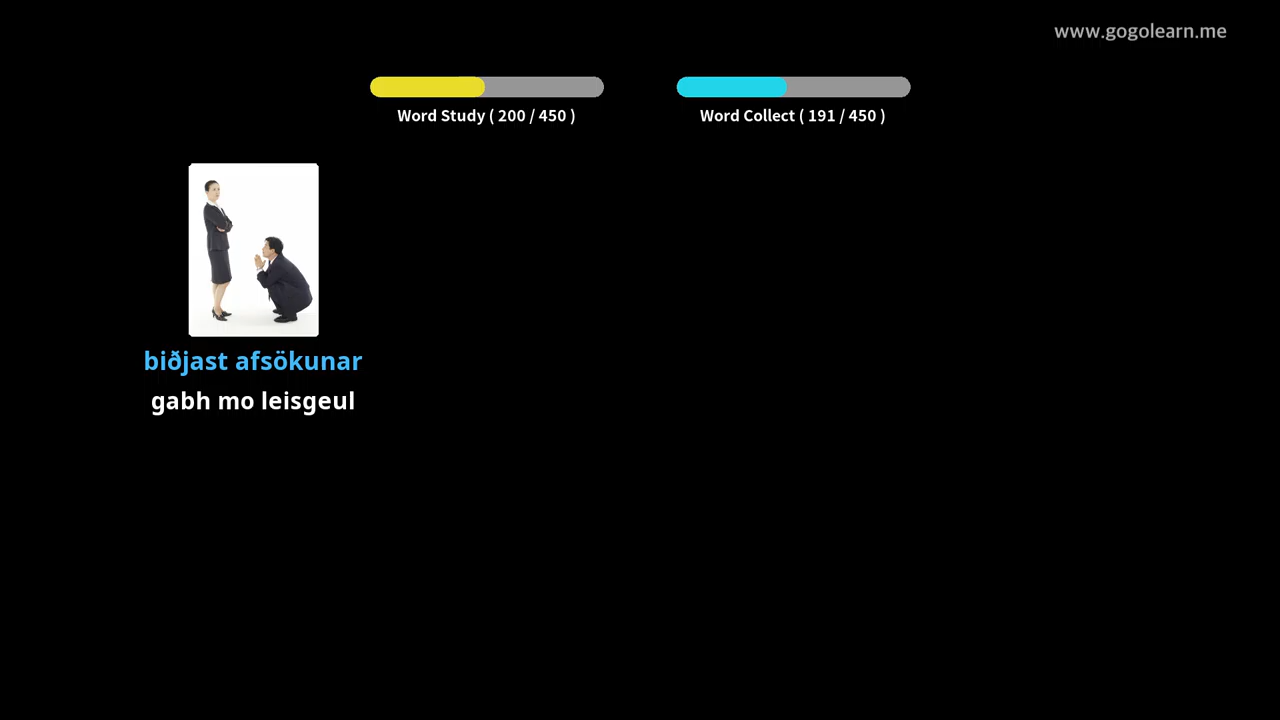 www.gogolearn.me
Word Study ( 200 / 450 )
Word Collect ( 191 / 450 )
biðjast afsökunar
gabh mo leisgeul